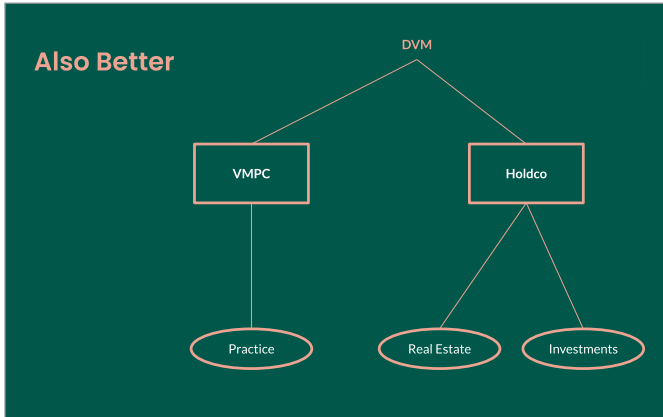 Also Better
DVM
VMPC
Holdco
Practice
Real Estate
Investments